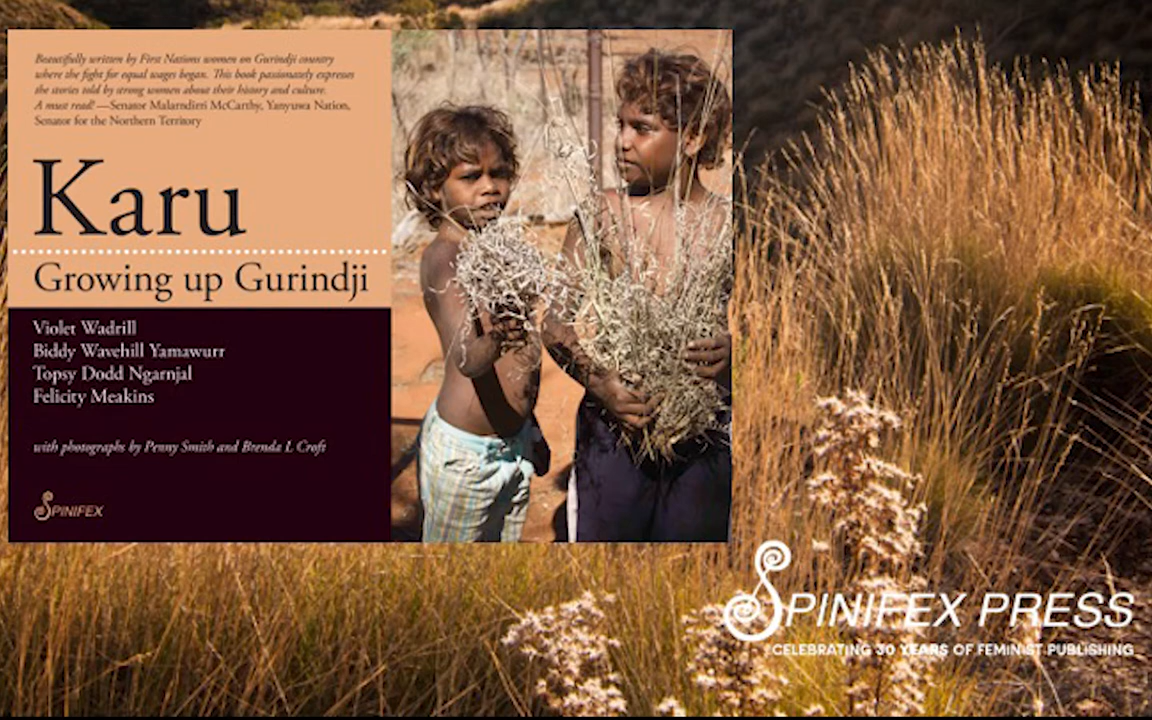 Beautifully written by First Nations women on Gurindji country
where the fight for equal wages began. This book passionately expresses
the stories told by strong women about their history and culture.
A must read! —Senator Malarndirri McCarthy, Yanyuwa Nation,
Senator for the Northern Territory
Karu
Growing up Gurindji
Violet Wadrill
Biddy Wavehill Yamawurr
Topsy Dodd Ngarnjal
Felicity Meakins
with photographs by Penny Smith and Brenda L Croft
SPINIFEX
SPINIFEX PRESS
CELEBRATING 30 YEARS OF FEMINIST PUBLISHING